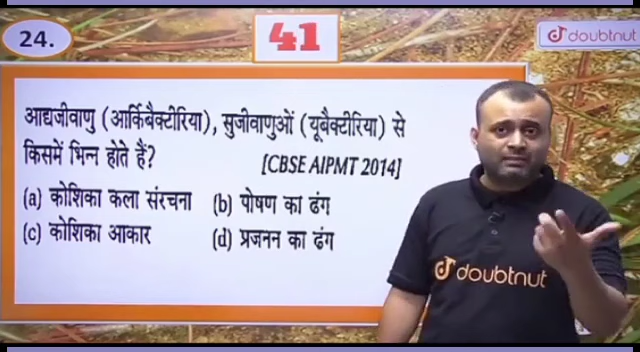 24.
41
doubtnut
आद्यजीवाणु (आर्किबैक्टीरिया), सुजीवाणुओं (यूबैक्टीरिया) से
किसमें भिन्न होते हैं?
[CBSE AIPMT 2014]
(a) कोशिका कला संरचना (b) पोषण का ढंग
(c) कोशिका आकार (d) प्रजनन का ढंग
doubtnut